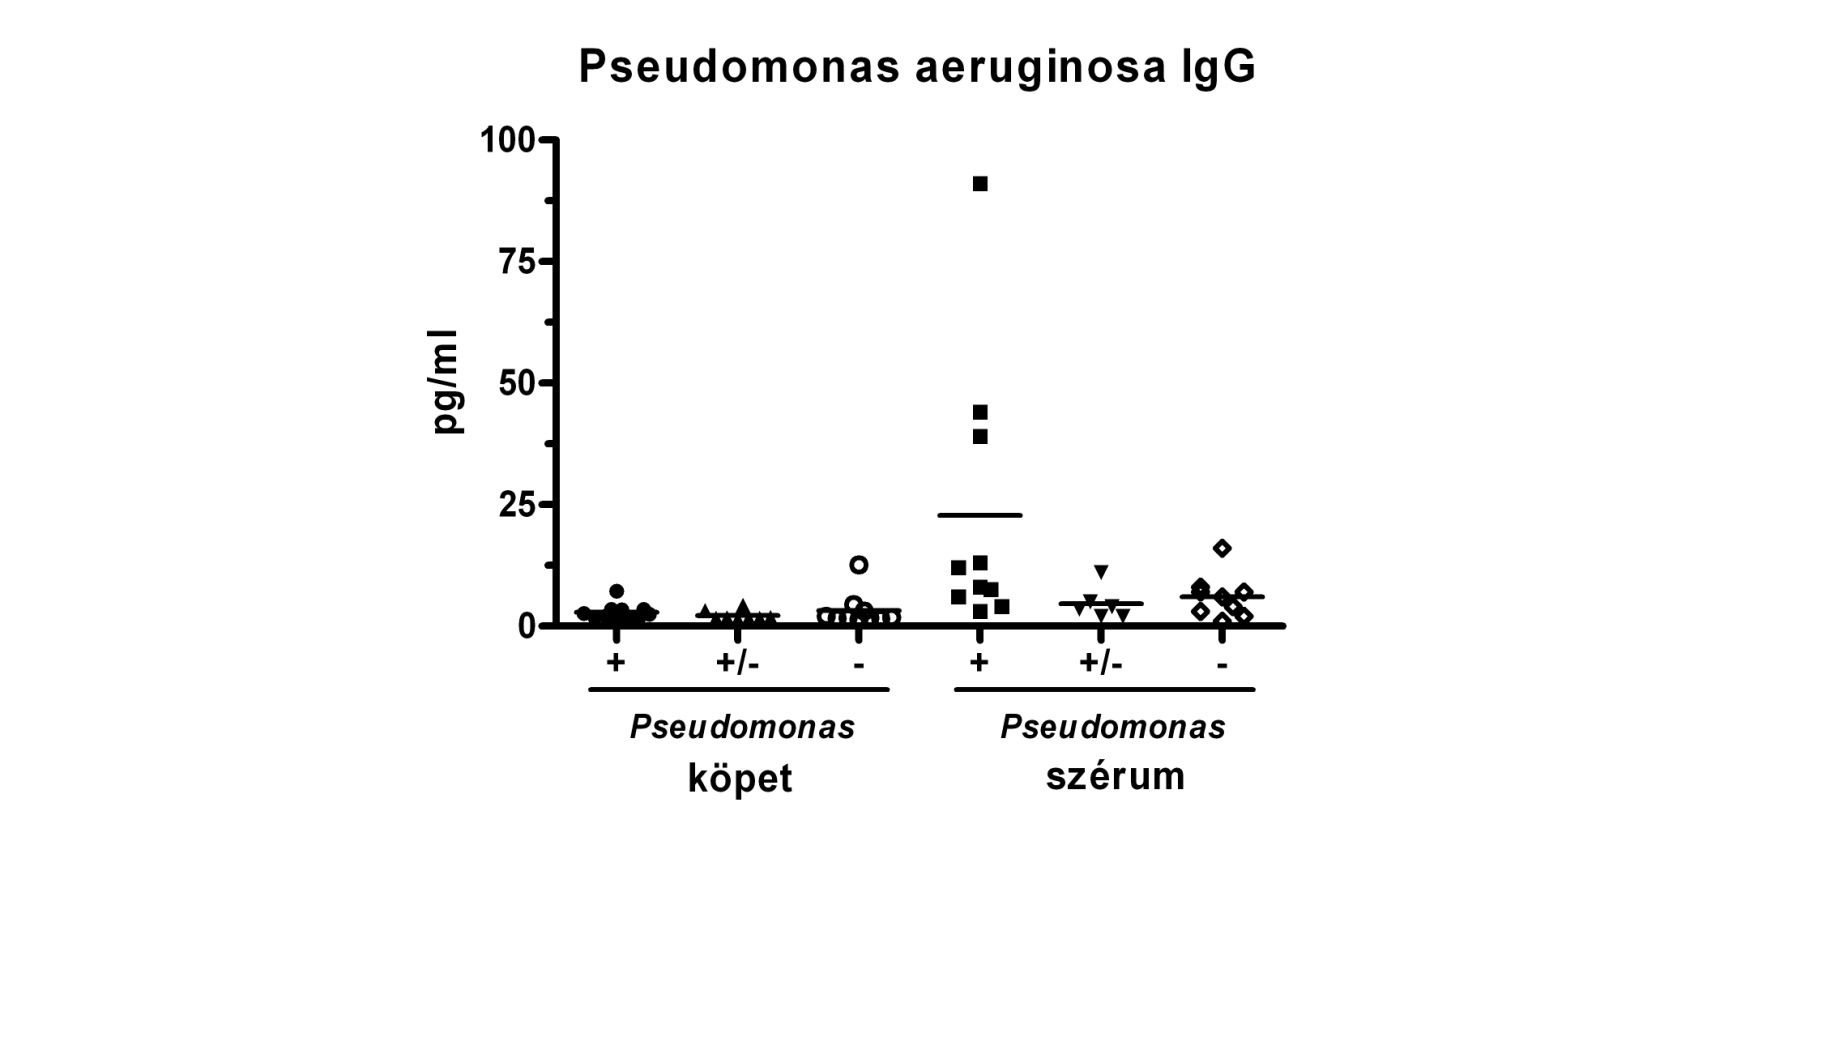 Pseudomonas aeruginosa IgG
100
75
50
25
0
pg/ml
+ +/- - + +/- -
Pseudomonas Pseudomonas
köpet szérum